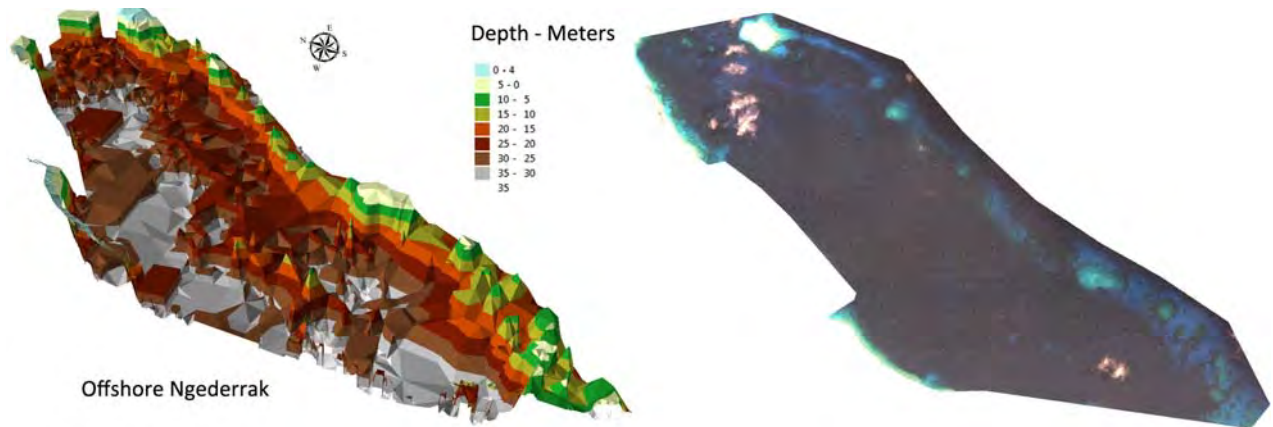 Depth - Meters
E
N
S
W
0 - 4
5 - 0
10 - 5
15 - 10
20 - 15
25 - 20
30 - 25
35 - 30
35
Offshore Ngederrak